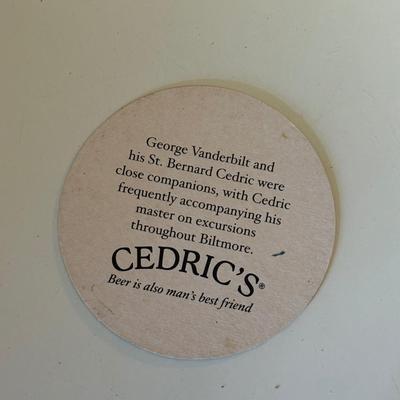 George Vanderbilt and
his St. Bernard Cedric were
close companions, with Cedric
frequently accompanying his
master on excursions
throughout Biltmore.
CEDRIC'S®
Beer is also man's best friend